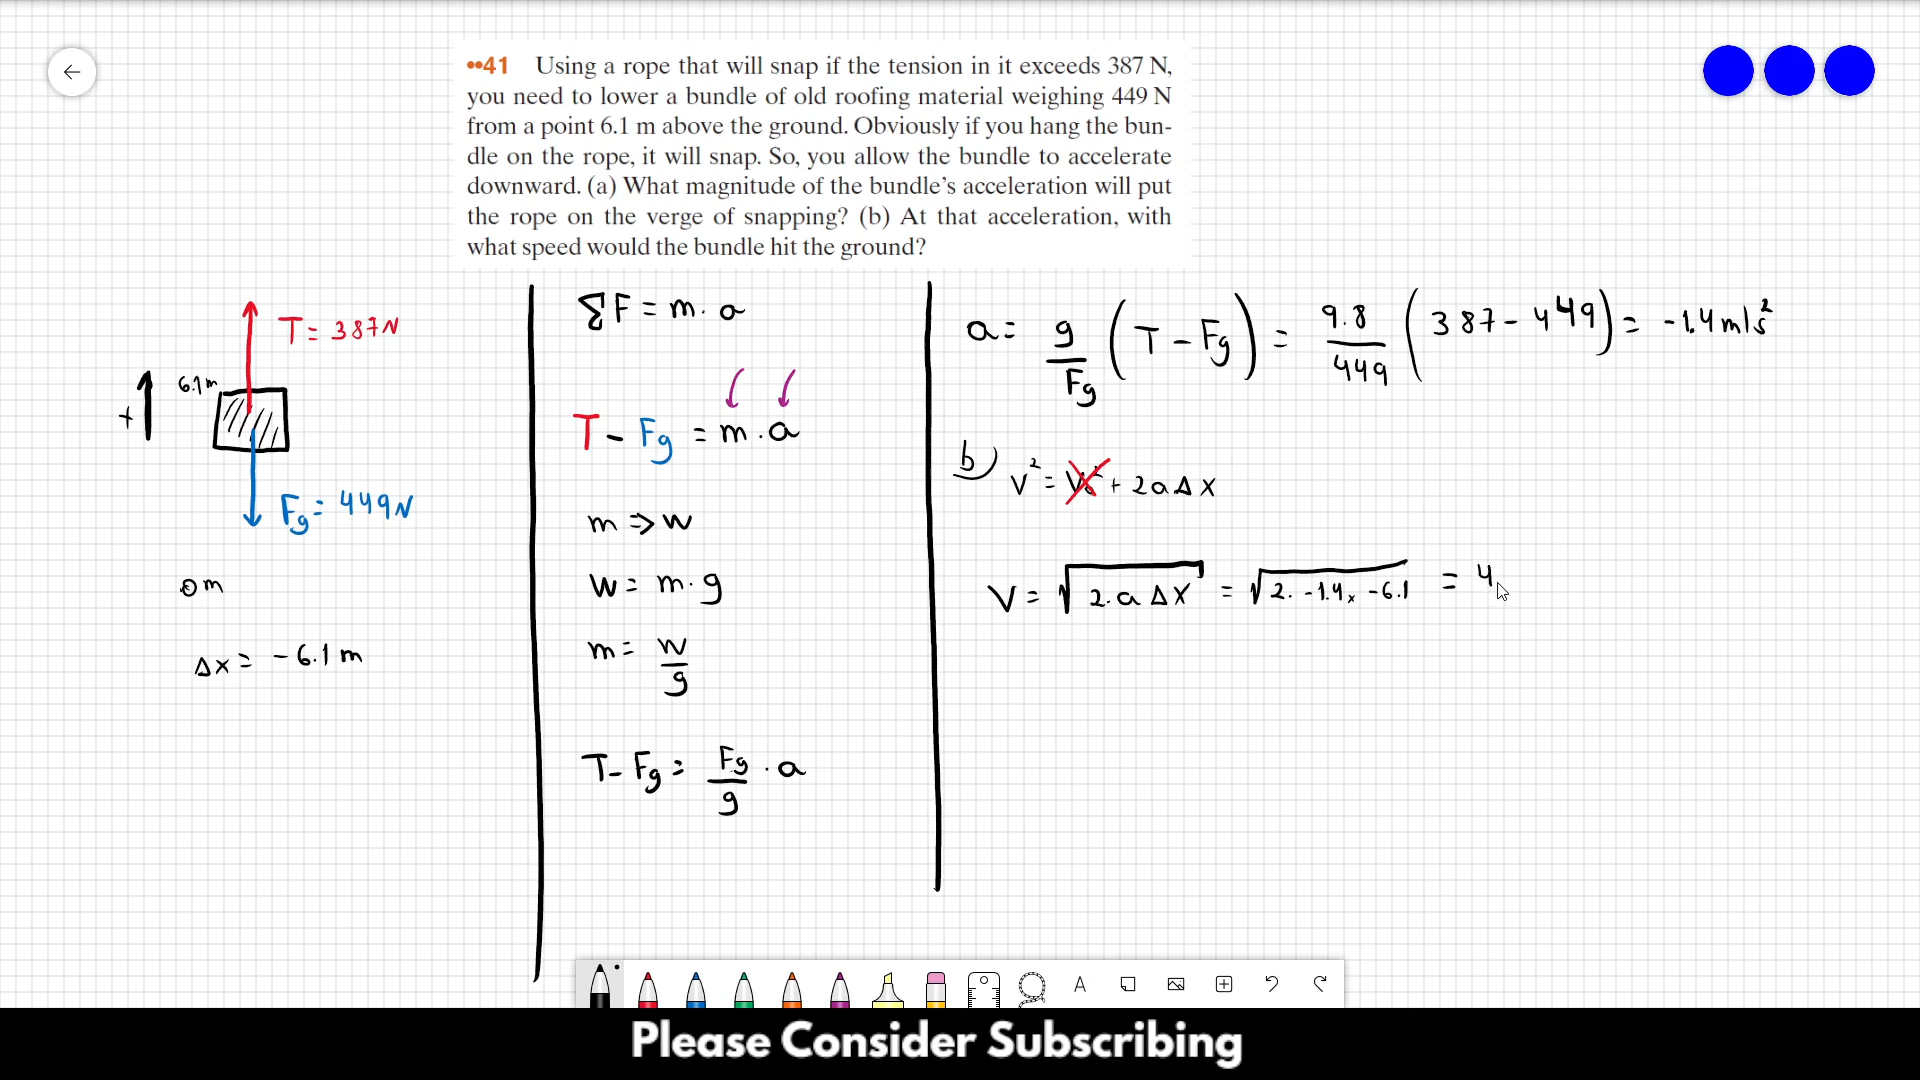 ••41 Using a rope that will snap if the tension in it exceeds 387 N,
you need to lower a bundle of old roofing material weighing 449 N
from a point 6.1 m above the ground. Obviously if you hang the bun-
dle on the rope, it will snap. So, you allow the bundle to accelerate
downward. (a) What magnitude of the bundle's acceleration will put
the rope on the verge of snapping? (b) At that acceleration, with
what speed would the bundle hit the ground?
T = 387N
6.1m
+
Fg = 449N
0m
Δx = -6.1m
ΣF = m · a
T - Fg = m · a
m => w
W = m · g
m = W/g
T - Fg = Fg/g · a
a = g/Fg (T - Fg) = 9.8/449 (387 - 449) = -1.4 m/s²
b) V² = V₀² + 2aΔx
V = √2·aΔx = √2·-1.4 x -6.1 = 4
A
Please Consider Subscribing